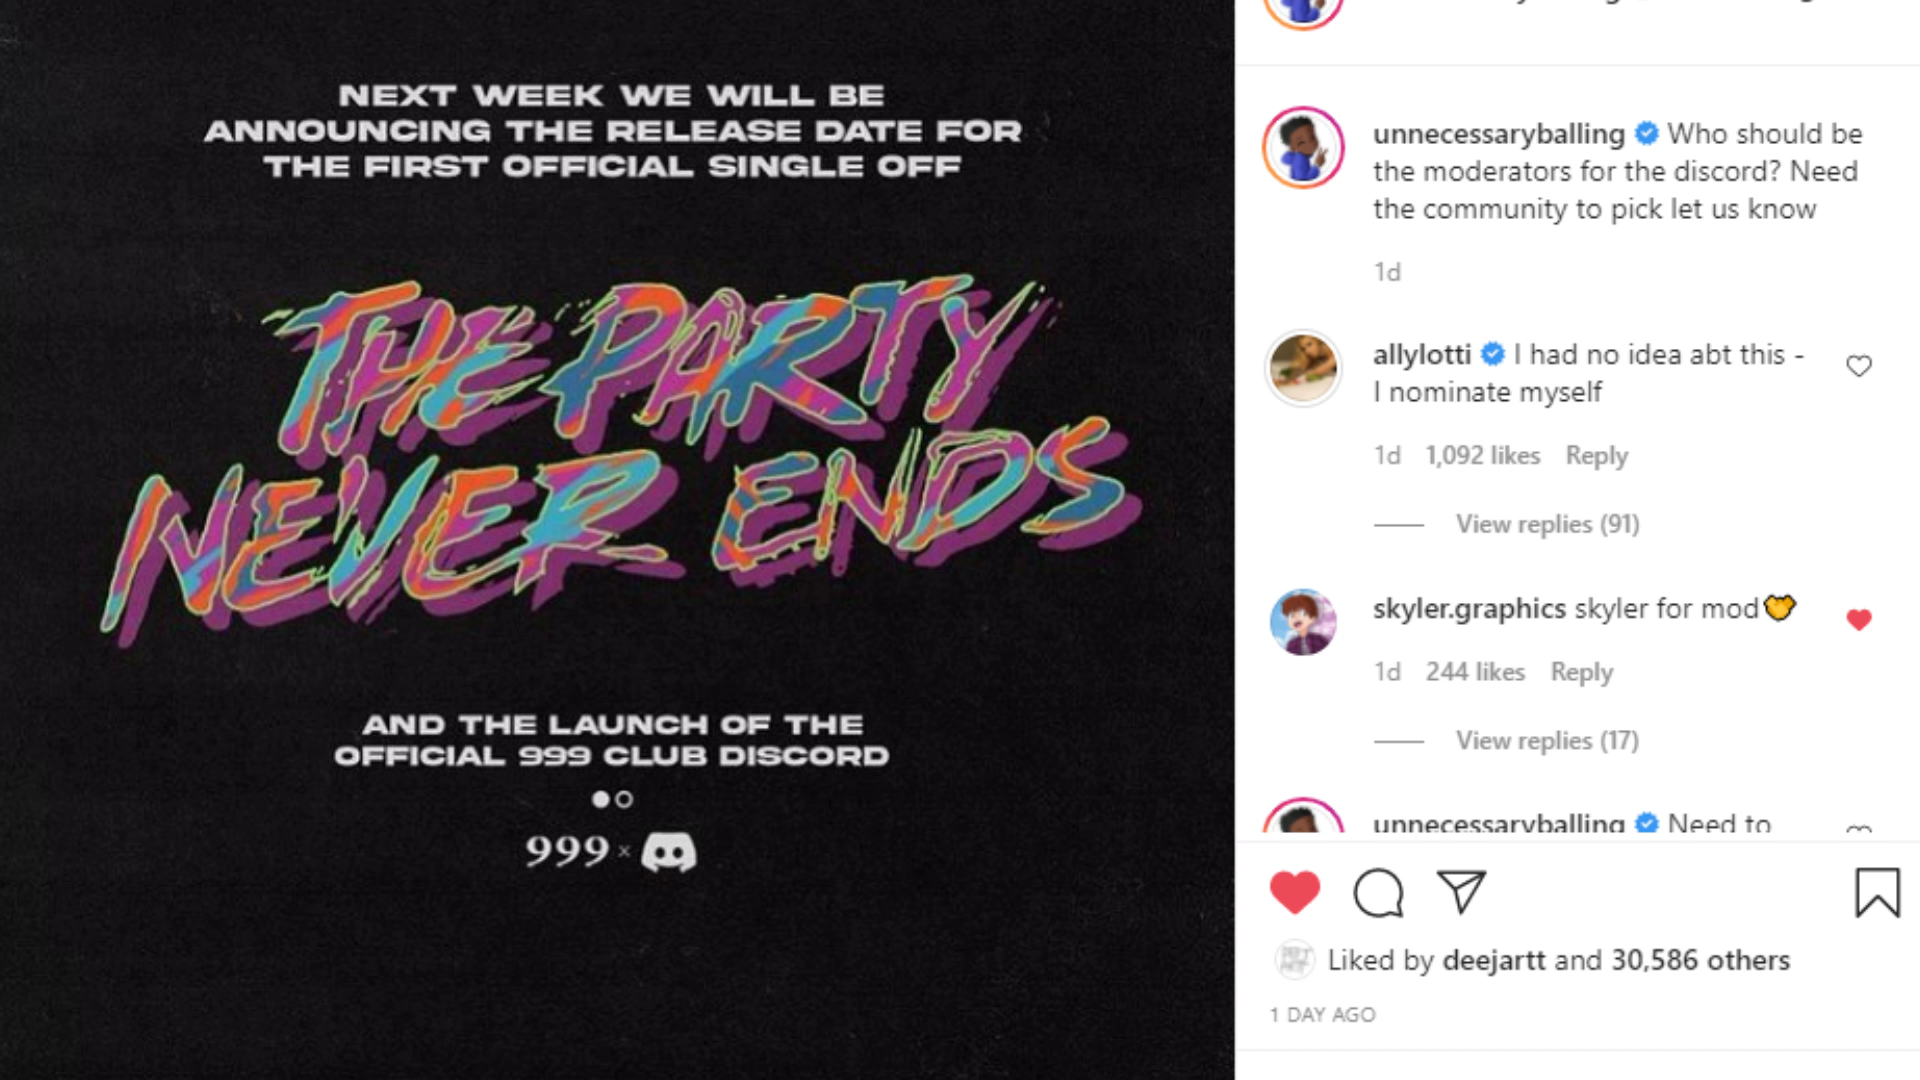 NEXT WEEK WE WILL BE
ANNOUNCING THE RELEASE DATE FOR
THE FIRST OFFICIAL SINGLE OFF
THE PARTY
NEVER ENDS
AND THE LAUNCH OF THE
OFFICIAL 999 CLUB DISCORD
999 ×
unnecessaryballing Who should be
the moderators for the discord? Need
the community to pick let us know
1d
allylotti I had no idea abt this -
I nominate myself
1d 1,092 likes Reply
View replies (91)
skyler.graphics skyler for mod
1d 244 likes Reply
View replies (17)
unnecessaryballing Need to
Liked by deejartt and 30,586 others
1 DAY AGO